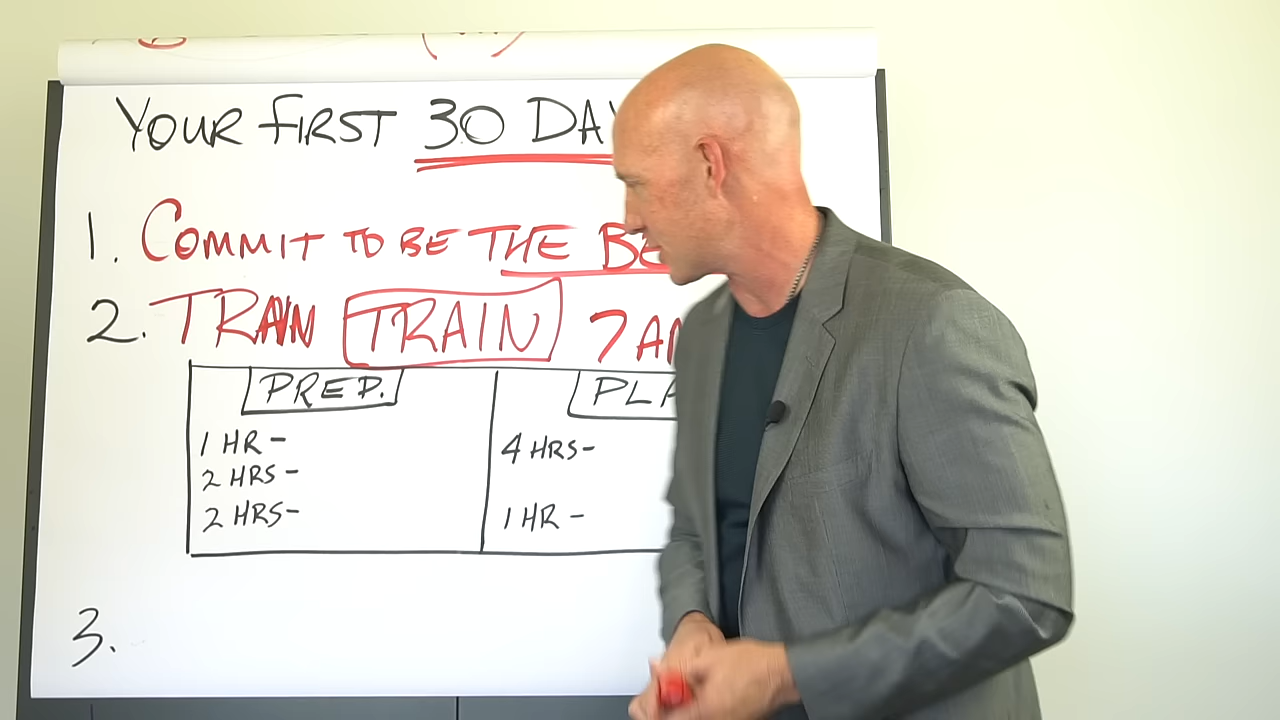 YOUR FIRST 30 DAY
1. COMMIT TO BE THE BE
2. TRAIN TRAIN 7 AM
PREP.
1 HR -
2 HRS -
2 HRS-
PLA
4 HRS-
1 HR -
3.